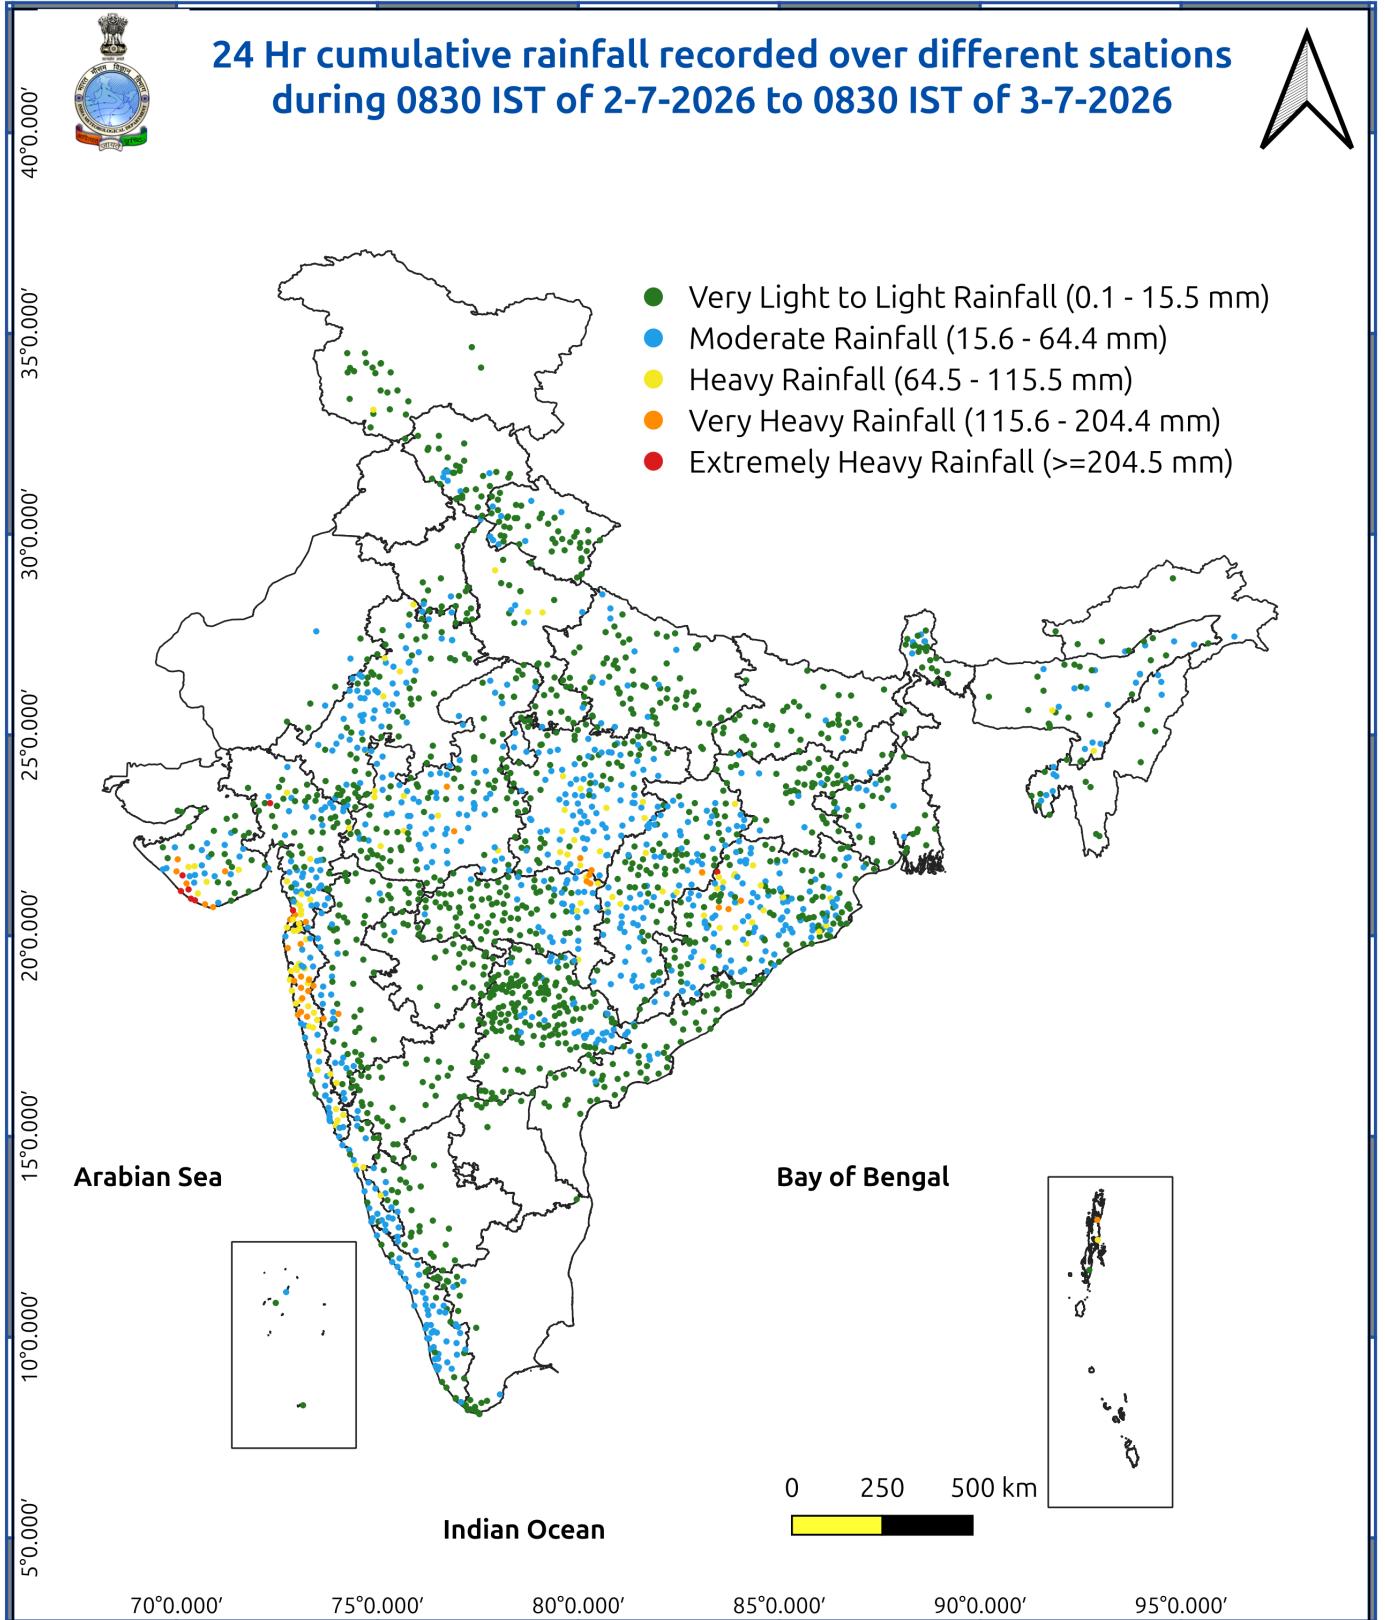 24 Hr cumulative rainfall recorded over different stations
during 0830 IST of 2-7-2026 to 0830 IST of 3-7-2026
Very Light to Light Rainfall (0.1 - 15.5 mm)
Moderate Rainfall (15.6 - 64.4 mm)
Heavy Rainfall (64.5 - 115.5 mm)
Very Heavy Rainfall (115.6 - 204.4 mm)
Extremely Heavy Rainfall (>=204.5 mm)
40°0.000′
35°0.000′
30°0.000′
25°0.000′
20°0.000′
15°0.000′
10°0.000′
5°0.000′
Arabian Sea
Bay of Bengal
Indian Ocean
0 250 500 km
70°0.000′ 75°0.000′ 80°0.000′ 85°0.000′ 90°0.000′ 95°0.000′